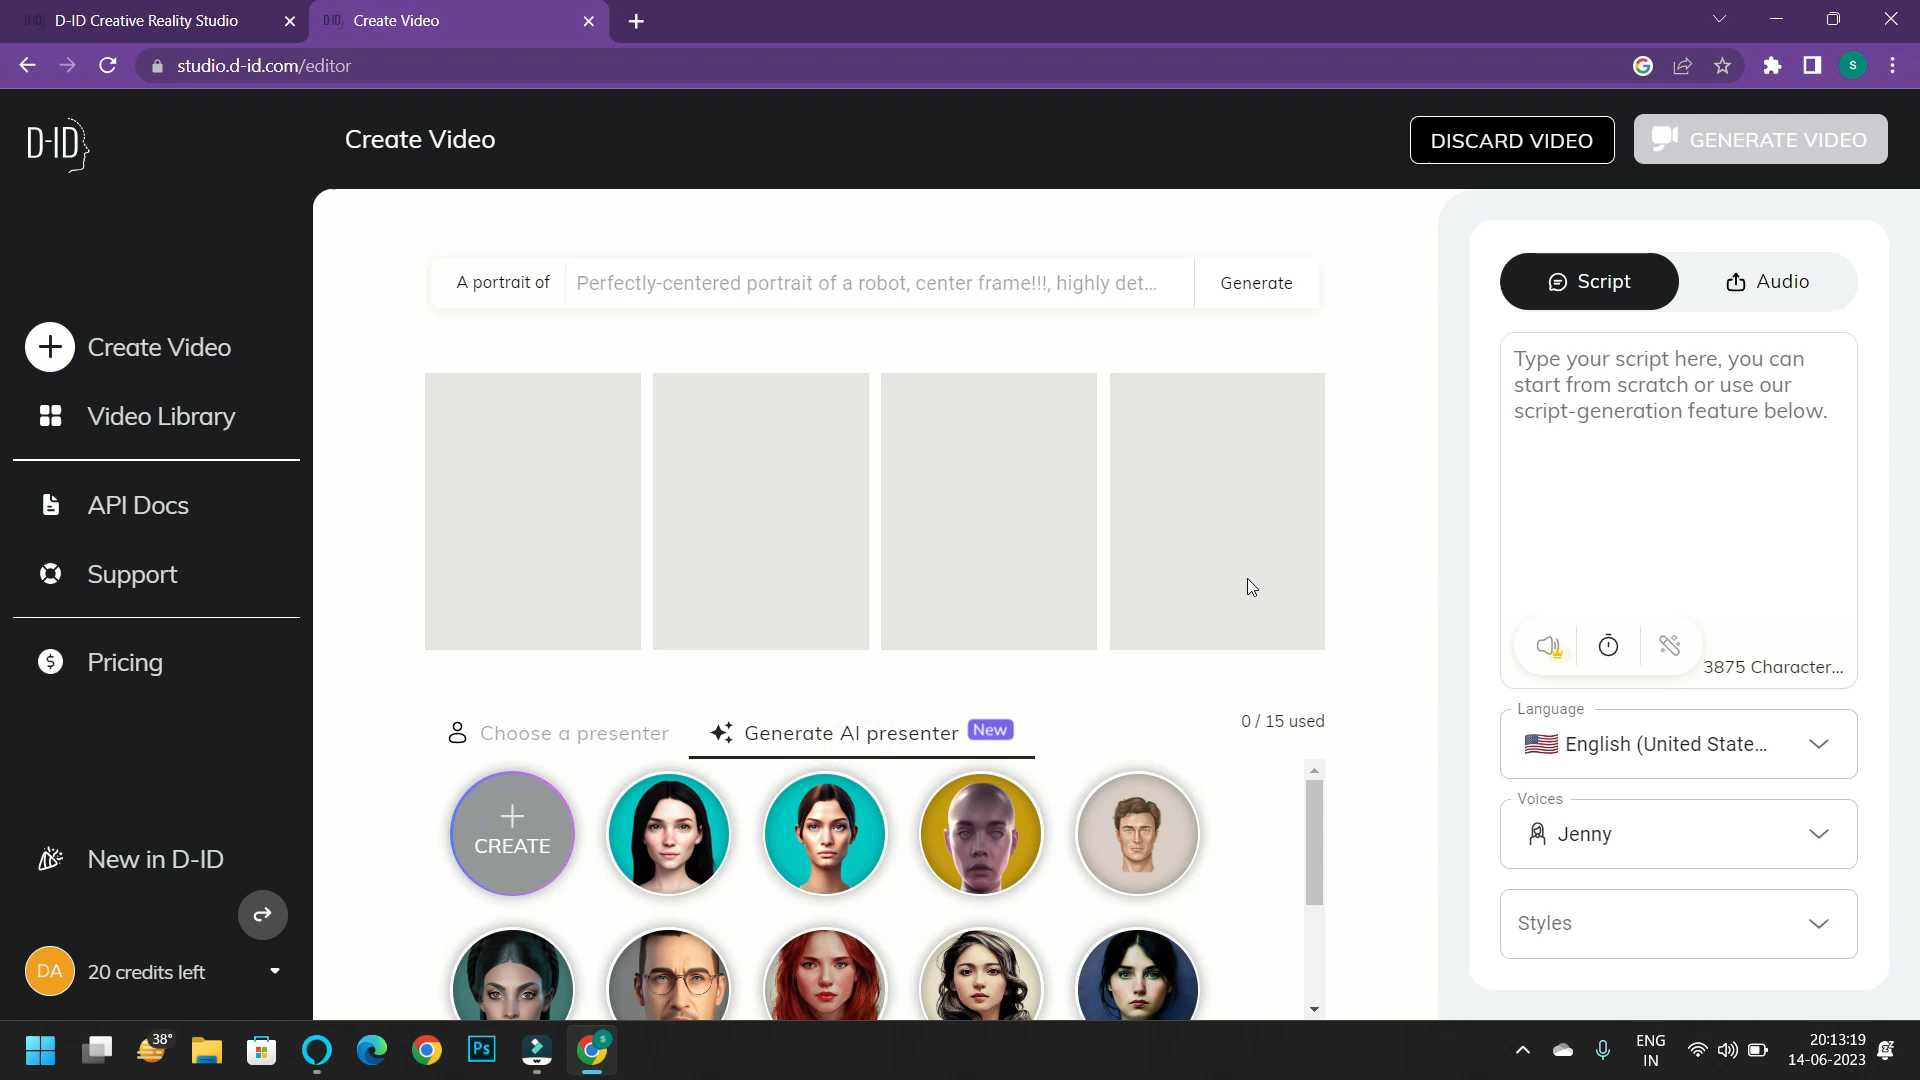 D-ID Creative Reality Studio
Create Video
studio.d-id.com/editor
S
D-ID
Create Video
DISCARD VIDEO
GENERATE VIDEO
Create Video
Video Library
API Docs
Support
Pricing
New in D-ID
DA
20 credits left
A portrait of
Perfectly-centered portrait of a robot, center frame!!!, highly det...
Generate
Choose a presenter
Generate AI presenter
New
0 / 15 used
CREATE
Script
Audio
Type your script here, you can
start from scratch or use our
script-generation feature below.
3875 Character...
Language
English (United State...
Voices
Jenny
Styles
38°
Ps
ENG
IN
20:13:19
14-06-2023